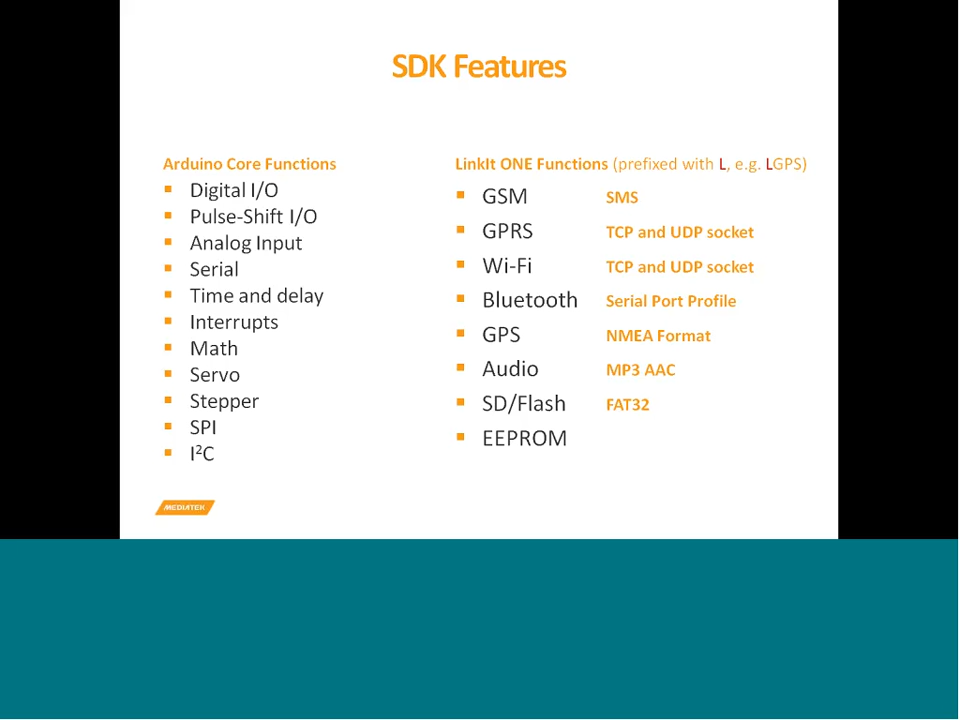 SDK Features
Arduino Core Functions
▪ Digital I/O
▪ Pulse-Shift I/O
▪ Analog Input
▪ Serial
▪ Time and delay
▪ Interrupts
▪ Math
▪ Servo
▪ Stepper
▪ SPI
▪ I²C
LinkIt ONE Functions (prefixed with L, e.g. LGPS)
▪ GSM SMS
▪ GPRS TCP and UDP socket
▪ Wi-Fi TCP and UDP socket
▪ Bluetooth Serial Port Profile
▪ GPS NMEA Format
▪ Audio MP3 AAC
▪ SD/Flash FAT32
▪ EEPROM
MEDIATEK